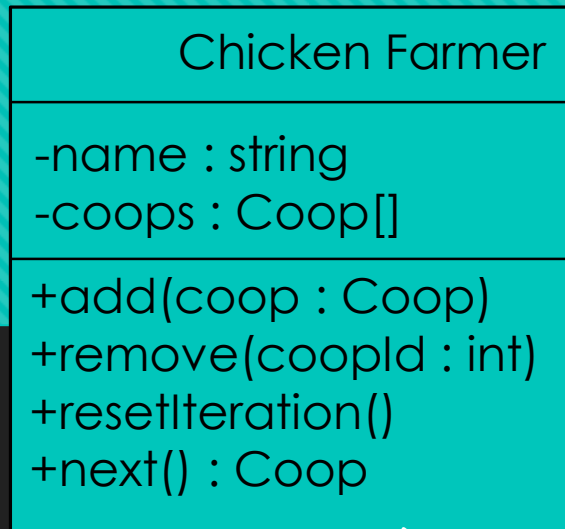 Chicken Farmer
-name : string
-coops : Coop[]
+add(coop : Coop)
+remove(coopId : int)
+resetIteration()
+next() : Coop